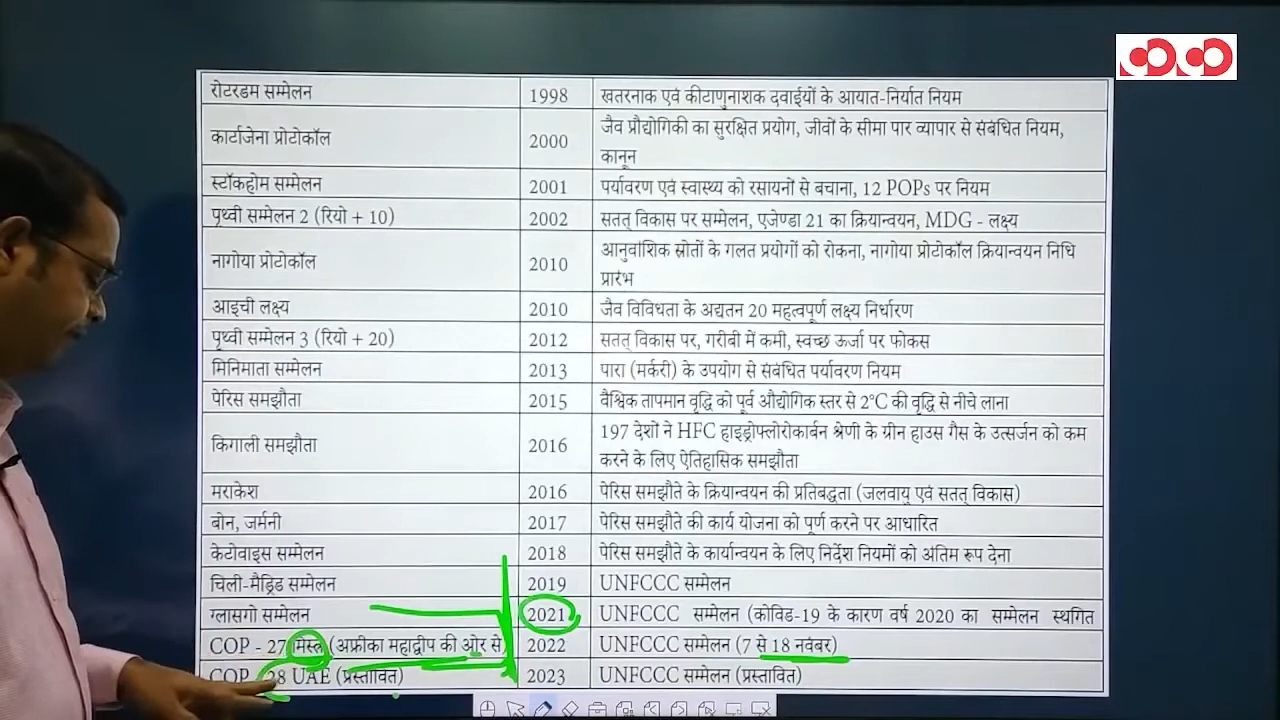 रोटरडम सम्मेलन 1998 खतरनाक एवं कीटाणुनाशक दवाईयों के आयात-निर्यात नियम
कार्टाजेना प्रोटोकॉल 2000 जैव प्रौद्योगिकी का सुरक्षित प्रयोग, जीवों के सीमा पार व्यापार से संबंधित नियम,
कानून
स्टॉकहोम सम्मेलन 2001 पर्यावरण एवं स्वास्थ्य को रसायनों से बचाना, 12 POPs पर नियम
पृथ्वी सम्मेलन 2 (रियो + 10) 2002 सतत् विकास पर सम्मेलन, एजेण्डा 21 का क्रियान्वयन, MDG - लक्ष्य
नागोया प्रोटोकॉल 2010 आनुवांशिक स्रोतों के गलत प्रयोगों को रोकना, नागोया प्रोटोकॉल क्रियान्वयन निधि
प्रारंभ
आइची लक्ष्य 2010 जैव विविधता के अद्यतन 20 महत्वपूर्ण लक्ष्य निर्धारण
पृथ्वी सम्मेलन 3 (रियो + 20) 2012 सतत् विकास पर, गरीबी में कमी, स्वच्छ ऊर्जा पर फोकस
मिनिमाता सम्मेलन 2013 पारा (मर्करी) के उपयोग से संबंधित पर्यावरण नियम
पेरिस समझौता 2015 वैश्विक तापमान वृद्धि को पूर्व औद्योगिक स्तर से 2°C की वृद्धि से नीचे लाना
किगाली समझौता 2016 197 देशों ने HFC हाइड्रोफ्लोरोकार्बन श्रेणी के ग्रीन हाउस गैस के उत्सर्जन को कम
करने के लिए ऐतिहासिक समझौता
मराकेश 2016 पेरिस समझौते के क्रियान्वयन की प्रतिबद्धता (जलवायु एवं सतत् विकास)
बोन, जर्मनी 2017 पेरिस समझौते की कार्य योजना को पूर्ण करने पर आधारित
केटोवाइस सम्मेलन 2018 पेरिस समझौते के कार्यान्वयन के लिए निर्देश नियमों को अंतिम रूप देना
चिली-मैड्रिड सम्मेलन 2019 UNFCCC सम्मेलन
ग्लासगो सम्मेलन 2021 UNFCCC सम्मेलन (कोविड-19 के कारण वर्ष 2020 का सम्मेलन स्थगित
COP - 27 मिस्त्र (अफ्रीका महाद्वीप की ओर से) 2022 UNFCCC सम्मेलन (7 से 18 नवंबर)
COP 28 UAE (प्रस्तावित) 2023 UNFCCC सम्मेलन (प्रस्तावित)